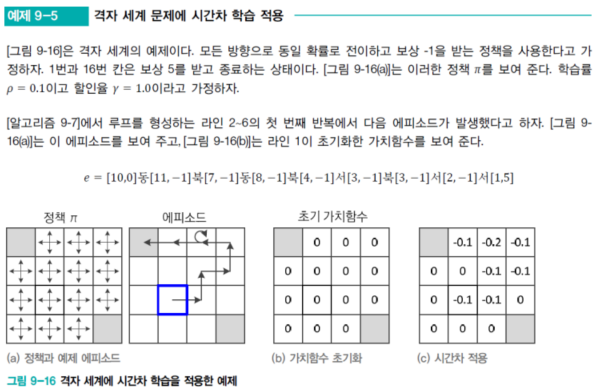 예제 9-5 격자 세계 문제에 시간차 학습 적용
[그림 9-16]은 격자 세계의 예제이다. 모든 방향으로 동일 확률로 전이하고 보상 -1을 받는 정책을 사용한다고 가
정하자. 1번과 16번 칸은 보상 5를 받고 종료하는 상태이다. [그림 9-16(a)]는 이러한 정책 π를 보여 준다. 학습률
ρ = 0.1이고 할인율 γ = 1.0이라고 가정하자.
[알고리즘 9-7]에서 루프를 형성하는 라인 2~6의 첫 번째 반복에서 다음 에피소드가 발생했다고 하자. [그림 9-
16(a)]는 이 에피소드를 보여 주고, [그림 9-16(b)]는 라인 1이 초기화한 가치함수를 보여 준다.
e = [10,0]동[11, −1]북[7, −1]동[8, −1]북[4, −1]서[3, −1]북[3, −1]서[2, −1]서[1,5]
정책 π 에피소드 초기 가치함수
0 0 0 -0.1 -0.2 -0.1
0 0 0 0 0 0 -0.1 -0.1
0 0 0 0 0 -0.1 -0.1 0
0 0 0 0 0 0
(a) 정책과 예제 에피소드 (b) 가치함수 초기화 (c) 시간차 적용
그림 9-16 격자 세계에 시간차 학습을 적용한 예제